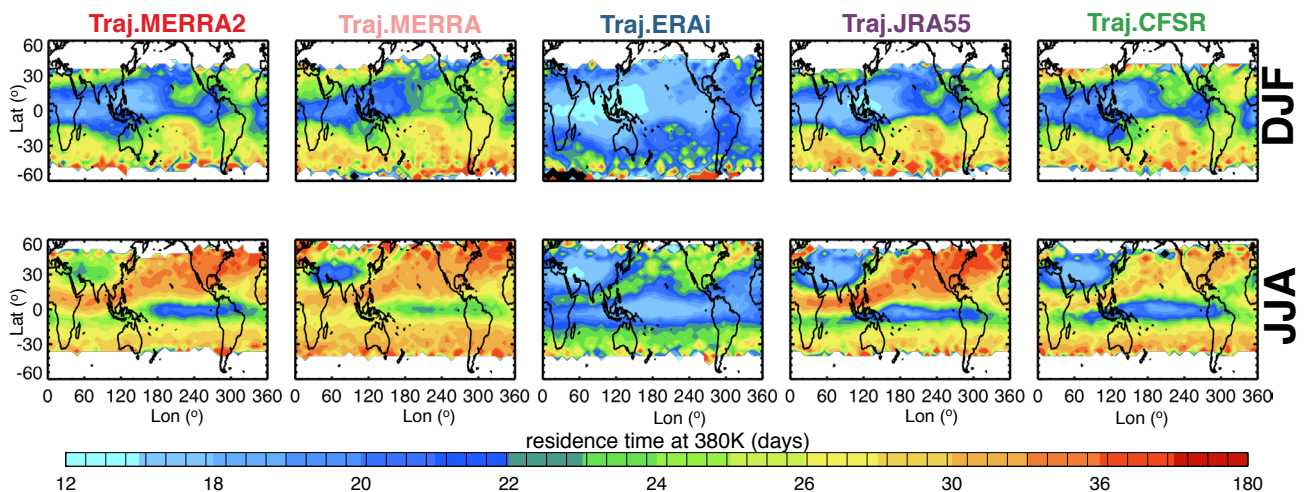 Traj.MERRA2 Traj.MERRA Traj.ERAi Traj.JRA55 Traj.CFSR
60
30
0
-30
-60
Lat (º)
DJF
60
30
0
-30
-60
Lat (º)
JJA
0 60 120 180 240 300 360 0 60 120 180 240 300 360 0 60 120 180 240 300 360 0 60 120 180 240 300 360 0 60 120 180 240 300 360
Lon (º) Lon (º) Lon (º) Lon (º) Lon (º)
residence time at 380K (days)
12 18 20 22 24 26 30 36 180